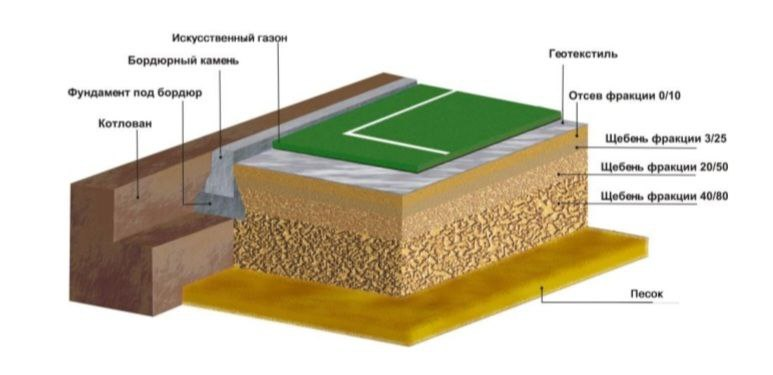 Искусственный газон
Бордюрный камень
Фундамент под бордюр
Котлован
Геотекстиль
Отсев фракции 0/10
Щебень фракции 3/25
Щебень фракции 20/50
Щебень фракции 40/80
Песок